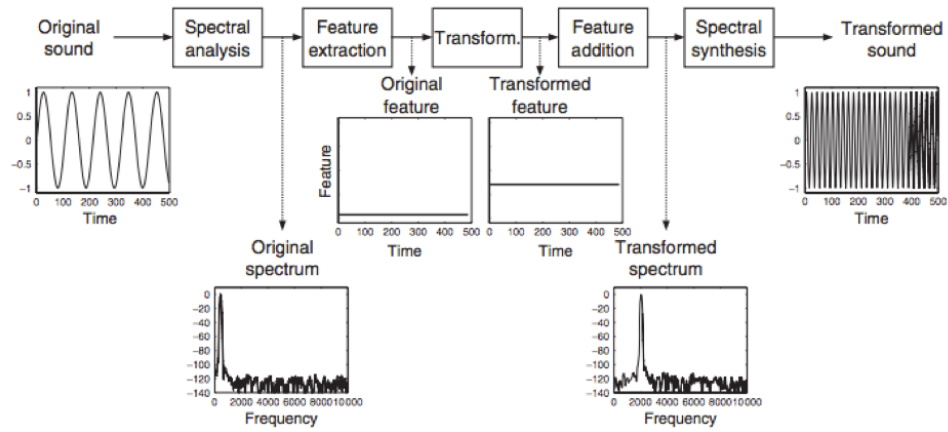 Original
sound
Spectral
analysis
Feature
extraction
Transform.
Feature
addition
Spectral
synthesis
Transformed
sound
Original
feature
Transformed
feature
1
0.5
0
−0.5
−1
0 100 200 300 400 500
Time
Feature
0 100 200 300 400 500
Time
0 100 200 300 400 500
Time
1
0.5
0
−0.5
−1
0 100 200 300 400 500
Time
Original
spectrum
0
−20
−40
−60
−80
−100
−120
−140
0 2000 4000 6000 8000 10000
Frequency
Transformed
spectrum
0
−20
−40
−60
−80
−100
−120
−140
0 2000 4000 6000 8000 10000
Frequency